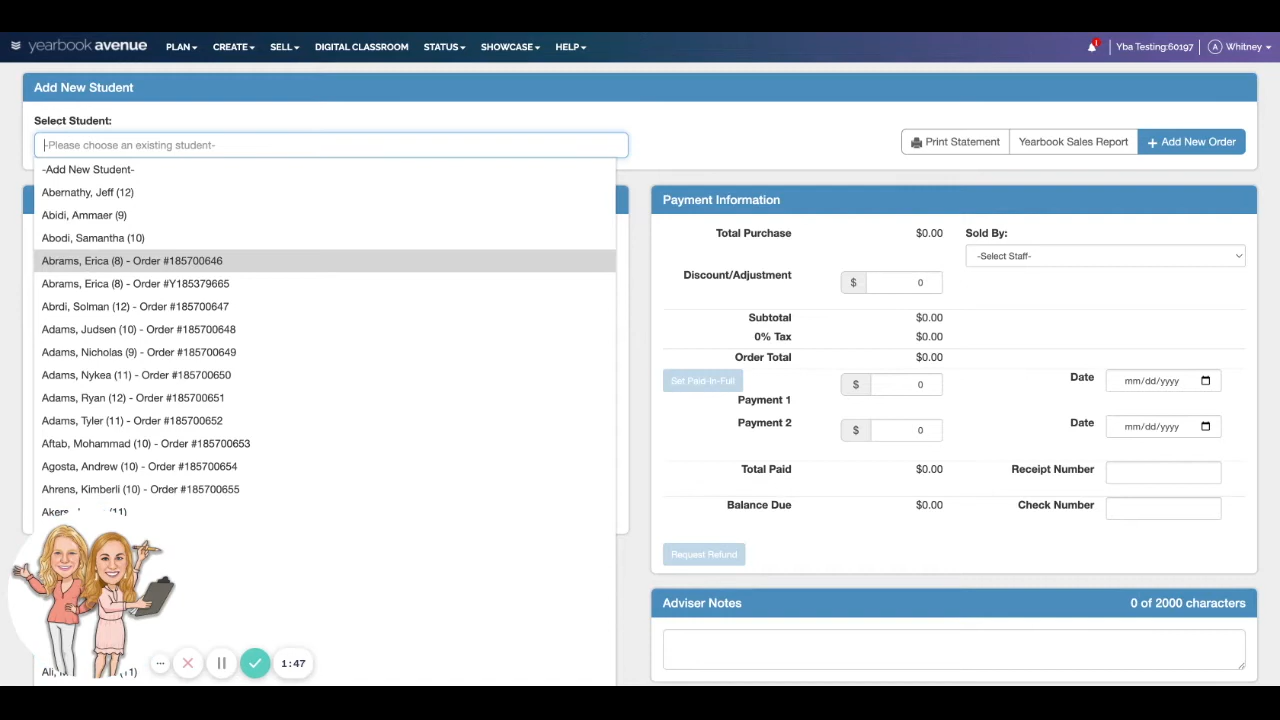 yearbook avenue PLAN CREATE SELL DIGITAL CLASSROOM STATUS SHOWCASE HELP 1 Yba Testing:60197 A Whitney
Add New Student
Select Student:
-Please choose an existing student-
Print Statement Yearbook Sales Report + Add New Order
-Add New Student-
Abernathy, Jeff (12)
Abidi, Ammaer (9)
Abodi, Samantha (10)
Abrams, Erica (8) - Order #185700646
Abrams, Erica (8) - Order #Y185379665
Abrdi, Solman (12) - Order #185700647
Adams, Judsen (10) - Order #185700648
Adams, Nicholas (9) - Order #185700649
Adams, Nykea (11) - Order #185700650
Adams, Ryan (12) - Order #185700651
Adams, Tyler (11) - Order #185700652
Aftab, Mohammad (10) - Order #185700653
Agosta, Andrew (10) - Order #185700654
Ahrens, Kimberli (10) - Order #185700655
(11)
1:47
Payment Information
Total Purchase $0.00 Sold By:
-Select Staff-
Discount/Adjustment $ 0
Subtotal $0.00
0% Tax $0.00
Order Total $0.00
Set Paid-In-Full $ 0 Date mm/dd/yyyy
Payment 1
Payment 2 $ 0 Date mm/dd/yyyy
Total Paid $0.00 Receipt Number
Balance Due $0.00 Check Number
Request Refund
Adviser Notes 0 of 2000 characters